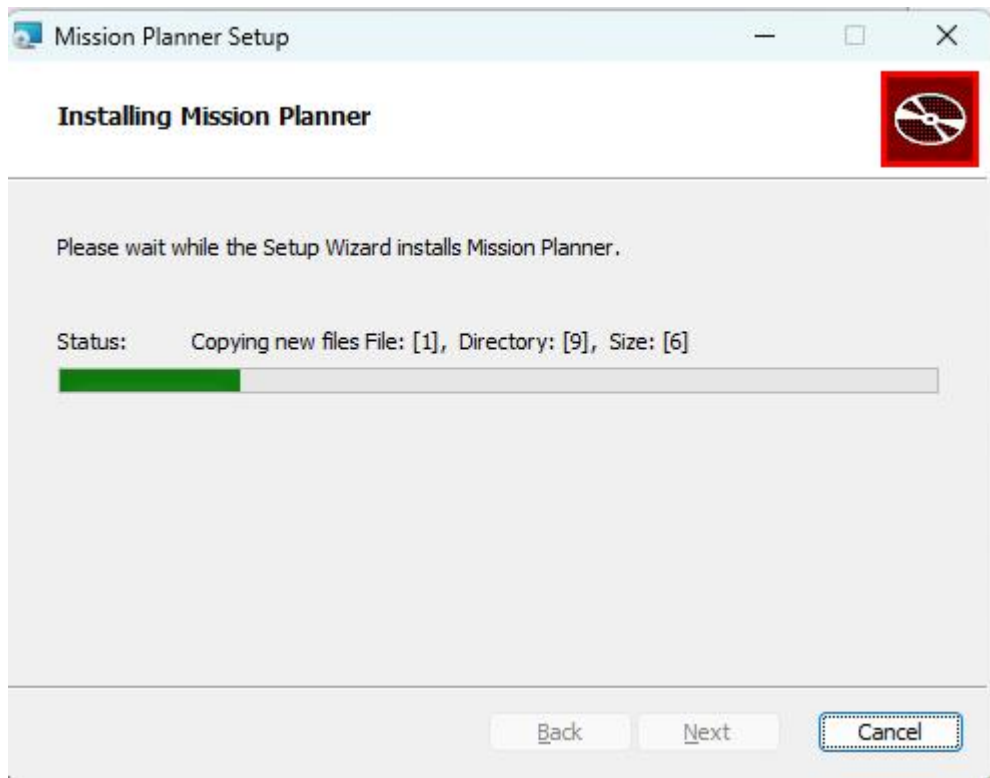 Mission Planner Setup
Installing Mission Planner
Please wait while the Setup Wizard installs Mission Planner.
Status: Copying new files File: [1], Directory: [9], Size: [6]
Back Next Cancel